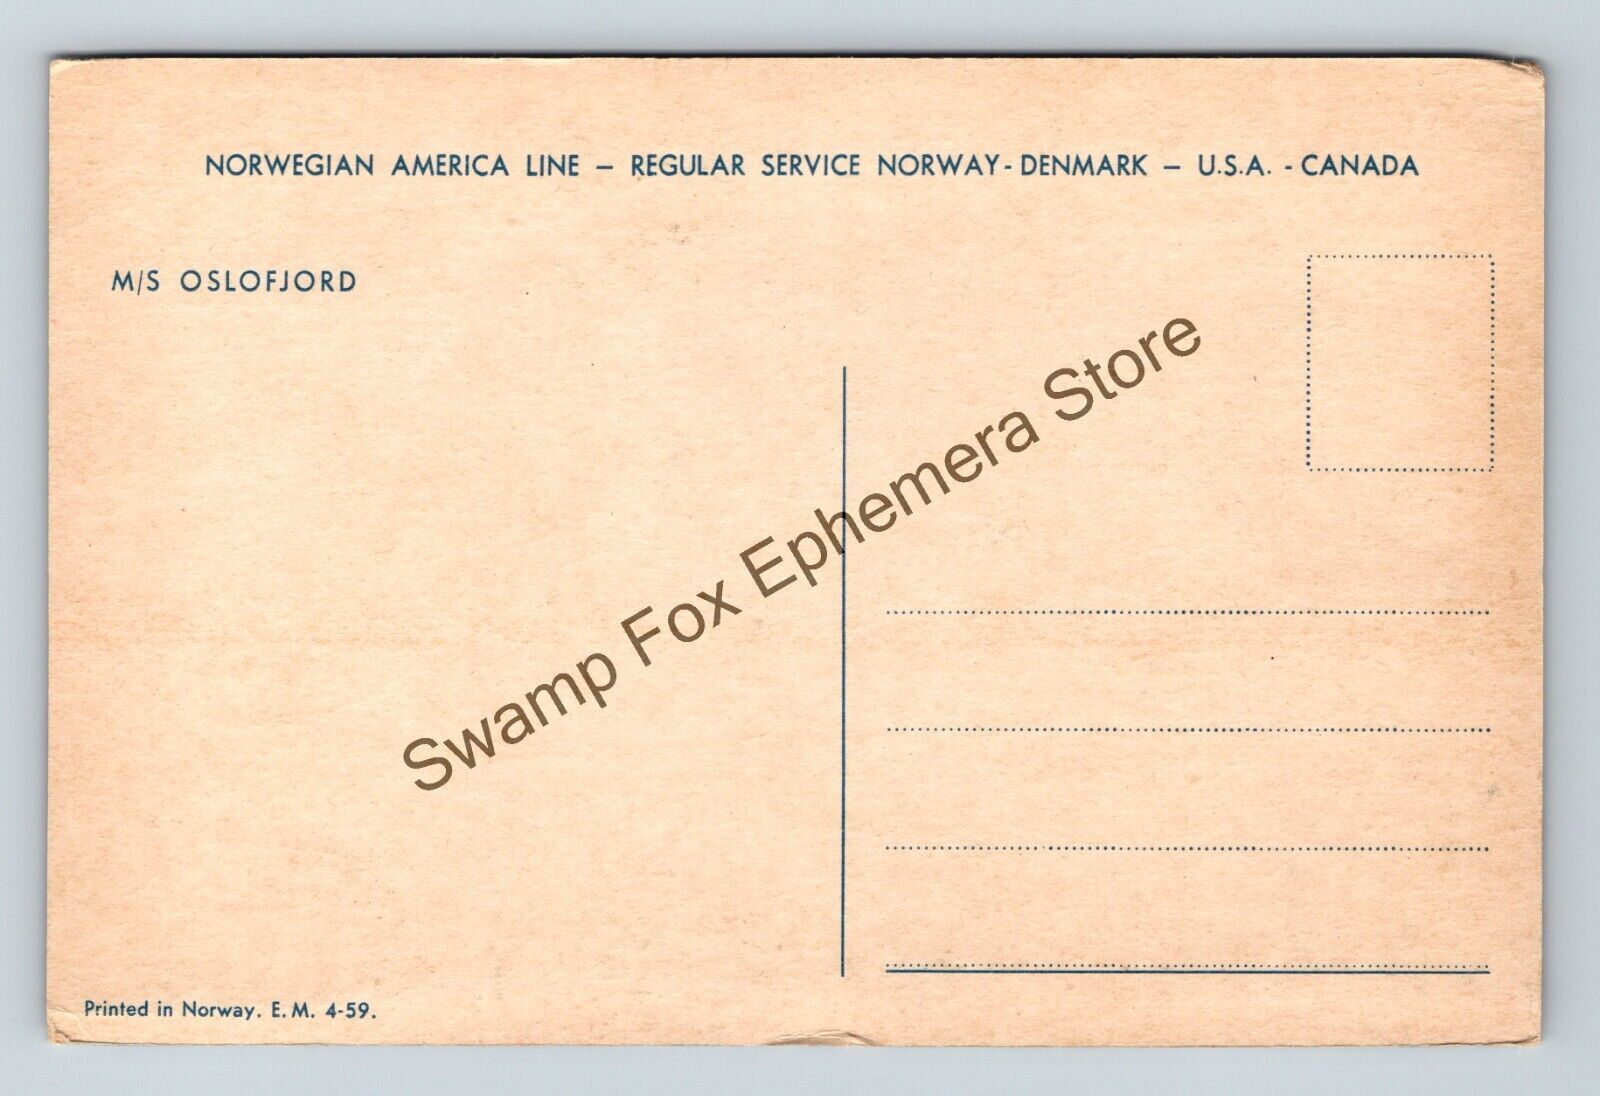 NORWEGIAN AMERICA LINE – REGULAR SERVICE NORWAY-DENMARK – U.S.A. - CANADA
M/S OSLOFJORD
Swamp Fox Ephemera Store
Printed in Norway. E. M. 4-59.